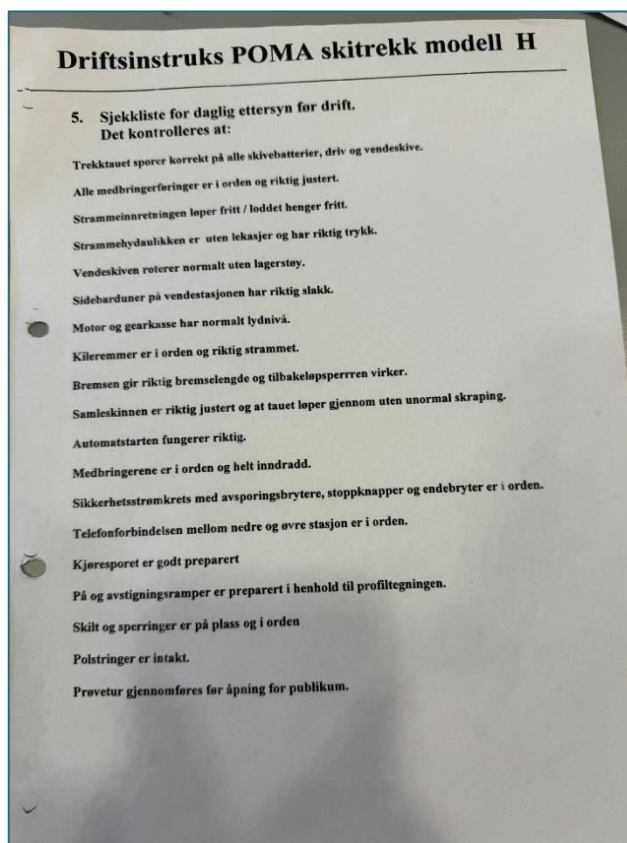 Driftsinstruks POMA skitrekk modell H
5. Sjekkliste for daglig ettersyn før drift.
Det kontrolleres at:
Trekktauet sporer korrekt på alle skivebatterier, driv og vendeskive.
Alle medbringerføringer er i orden og riktig justert.
Strammeinnretningen løper fritt / loddet henger fritt.
Strammehydraulikken er uten lekasjer og har riktig trykk.
Vendeskiven roterer normalt uten lagerstøy.
Sidebarduner på vendestasjonen har riktig slakk.
Motor og gearkasse har normalt lydnivå.
Kileremmer er i orden og riktig strammet.
Bremsen gir riktig bremselengde og tilbakeløpsperrren virker.
Samleskinnen er riktig justert og at tauet løper gjennom uten unormal skraping.
Automatstarten fungerer riktig.
Medbringerene er i orden og helt inndradd.
Sikkerhetsstrømkrets med avsporingsbrytere, stoppknapper og endebryter er i orden.
Telefonforbindelsen mellom nedre og øvre stasjon er i orden.
Kjøresporet er godt preparert
På og avstigningsramper er preparert i henhold til profiltegningen.
Skilt og sperringer er på plass og i orden
Polstringer er intakt.
Prøvetur gjennomføres før åpning for publikum.